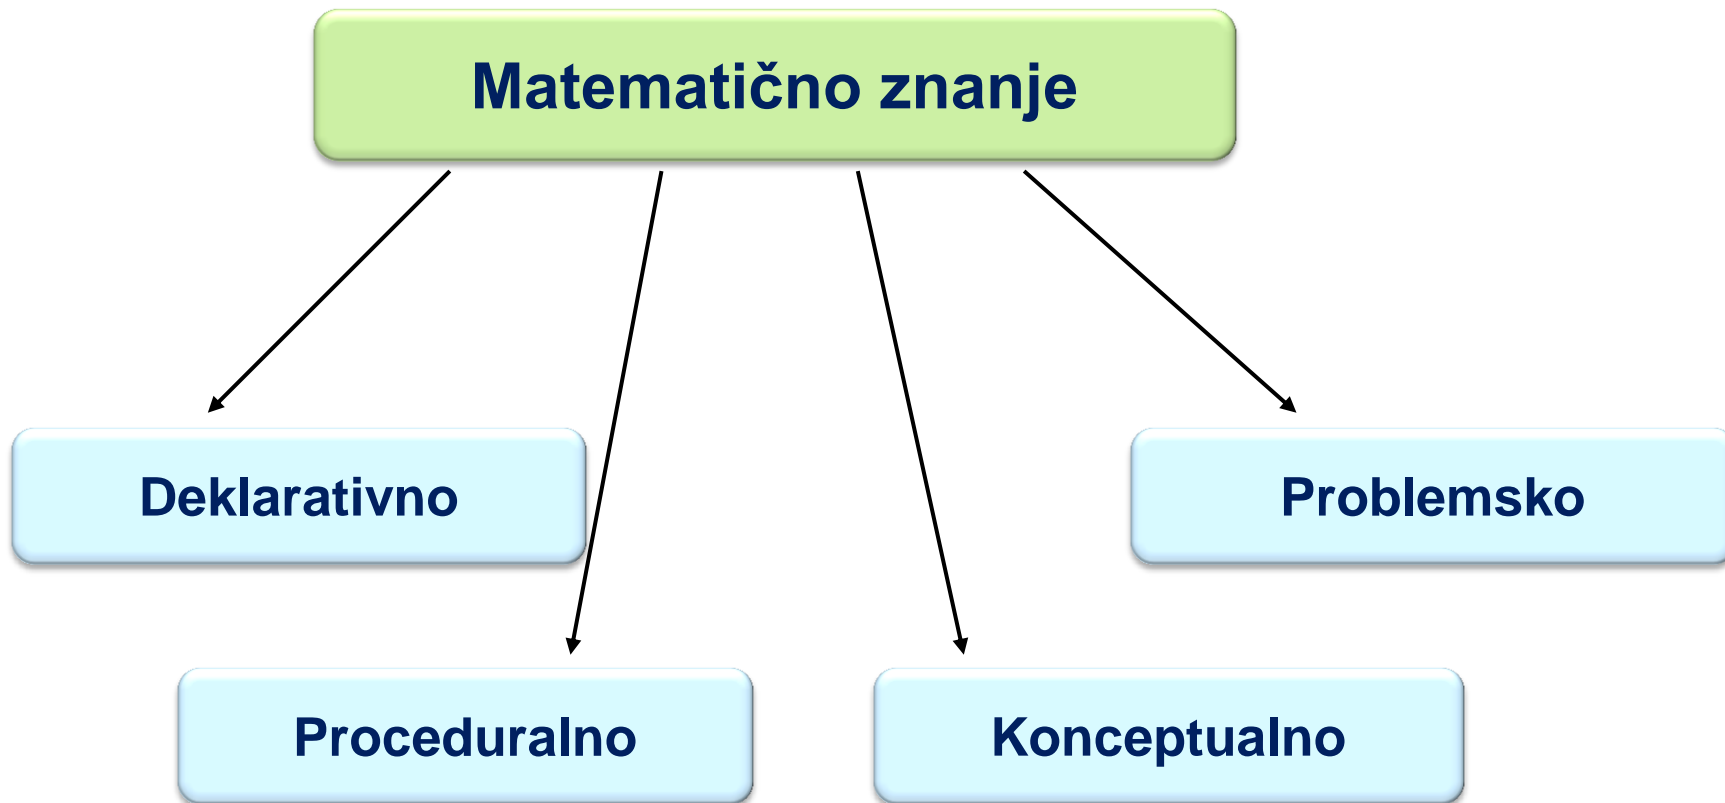 Matematično znanje
Deklarativno
Problemsko
Proceduralno
Konceptualno